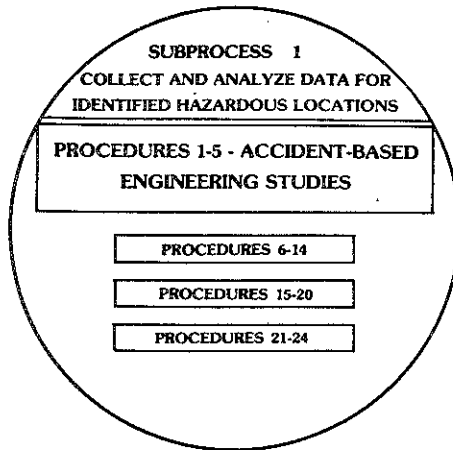 SUBPROCESS 1
COLLECT AND ANALYZE DATA FOR
IDENTIFIED HAZARDOUS LOCATIONS
PROCEDURES 1-5 - ACCIDENT-BASED
ENGINEERING STUDIES
PROCEDURES 6-14
PROCEDURES 15-20
PROCEDURES 21-24